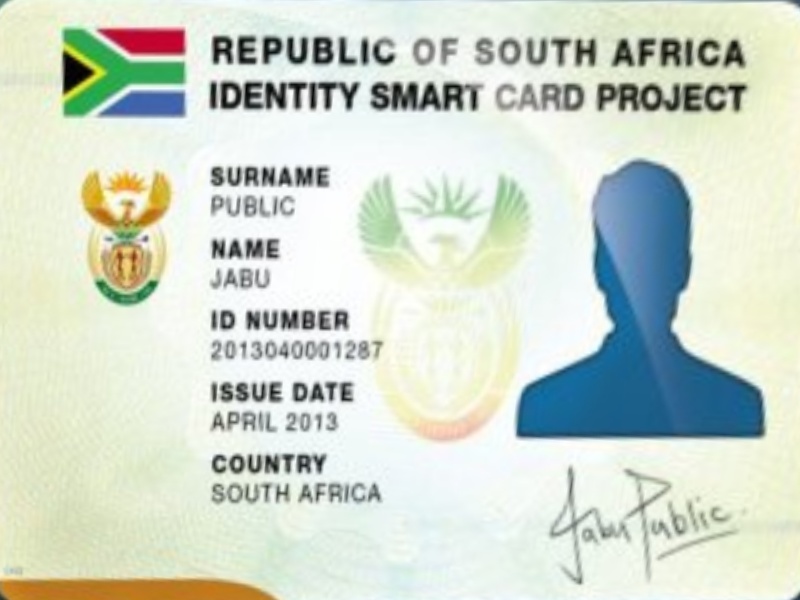 REPUBLIC OF SOUTH AFRICA
IDENTITY SMART CARD PROJECT
SURNAME
PUBLIC
NAME
JABU
ID NUMBER
2013040001287
ISSUE DATE
APRIL 2013
COUNTRY
SOUTH AFRICA
Jabu Public